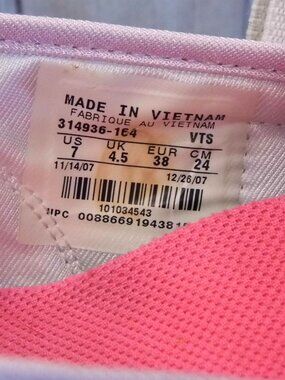 MADE IN VIETNAM
FABRIQUE AU VIETNAM
314936-164 VTS
US UK EUR CM
7 4.5 38 24
11/14/07 12/26/07
101034543
UPC 0088669194381